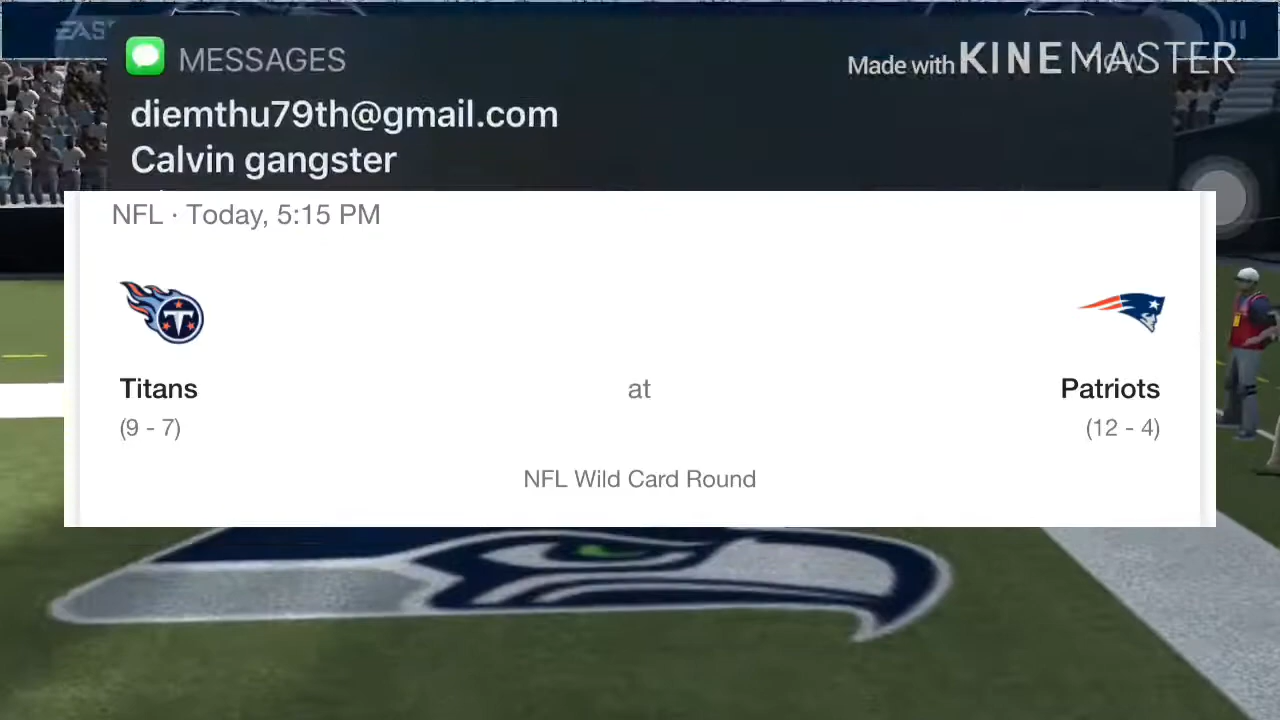 EAS
MESSAGES
Made with KINEMASTER
diemthu79th@gmail.com
Calvin gangster
NFL · Today, 5:15 PM
T
Titans
at
Patriots
(9 - 7)
(12 - 4)
NFL Wild Card Round